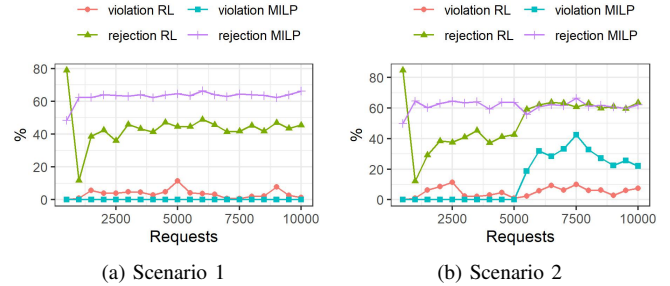 violation RL violation MILP
rejection RL rejection MILP
80
60
40
20
0
%
2500 5000 7500 10000
Requests
(a) Scenario 1
violation RL violation MILP
rejection RL rejection MILP
80
60
40
20
0
%
2500 5000 7500 10000
Requests
(b) Scenario 2